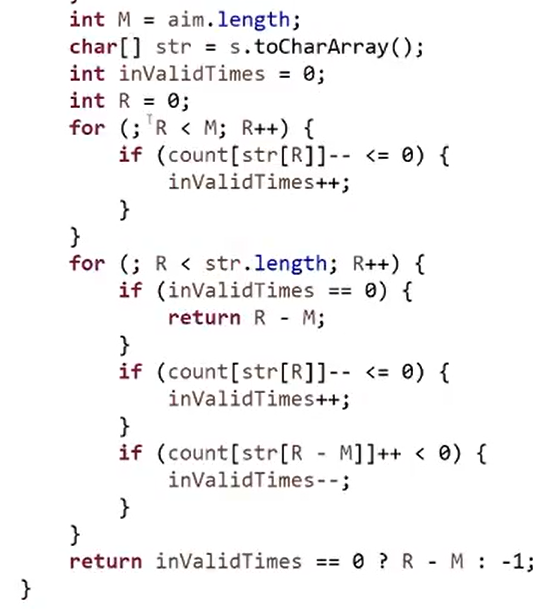 int M = aim.length;
char[] str = s.toCharArray();
int inValidTimes = 0;
int R = 0;
for (; R < M; R++) {
if (count[str[R]]-- <= 0) {
inValidTimes++;
}
}
for (; R < str.length; R++) {
if (inValidTimes == 0) {
return R - M;
}
if (count[str[R]]-- <= 0) {
inValidTimes++;
}
if (count[str[R - M]]++ < 0) {
inValidTimes--;
}
}
return inValidTimes == 0 ? R - M : -1;
}